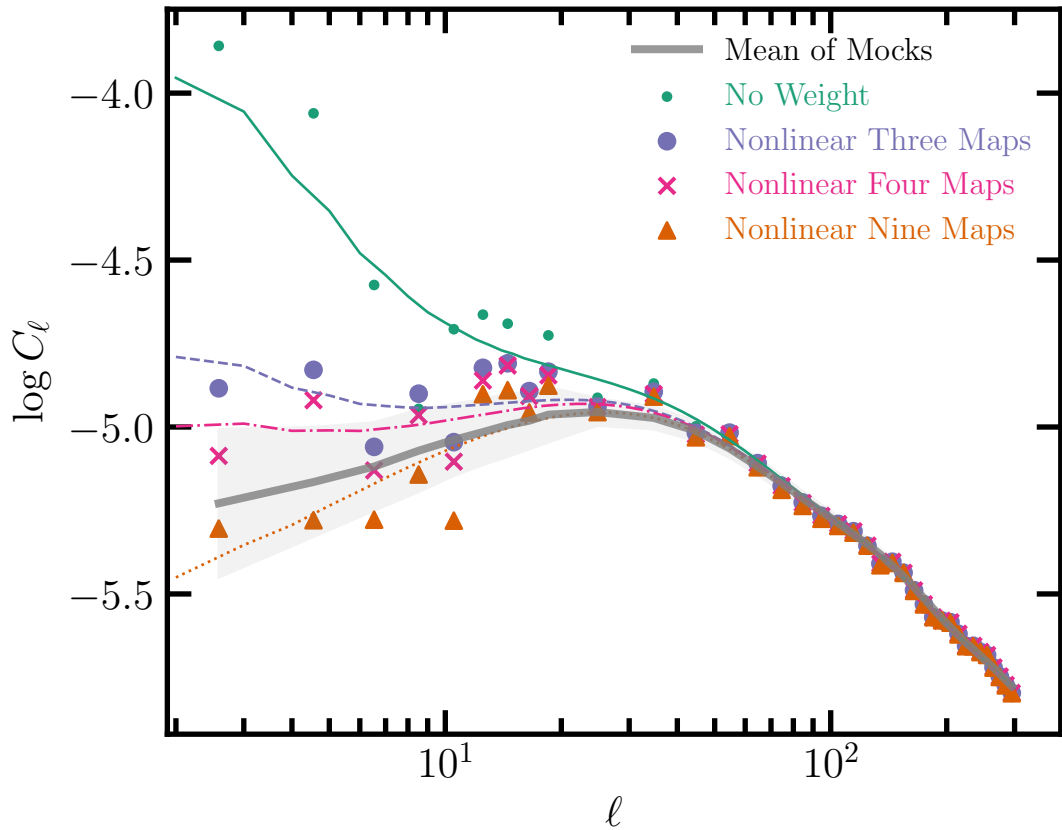 Mean of Mocks
No Weight
Nonlinear Three Maps
Nonlinear Four Maps
Nonlinear Nine Maps
log C_ℓ
−4.0
−4.5
−5.0
−5.5
10^1
10^2
ℓ